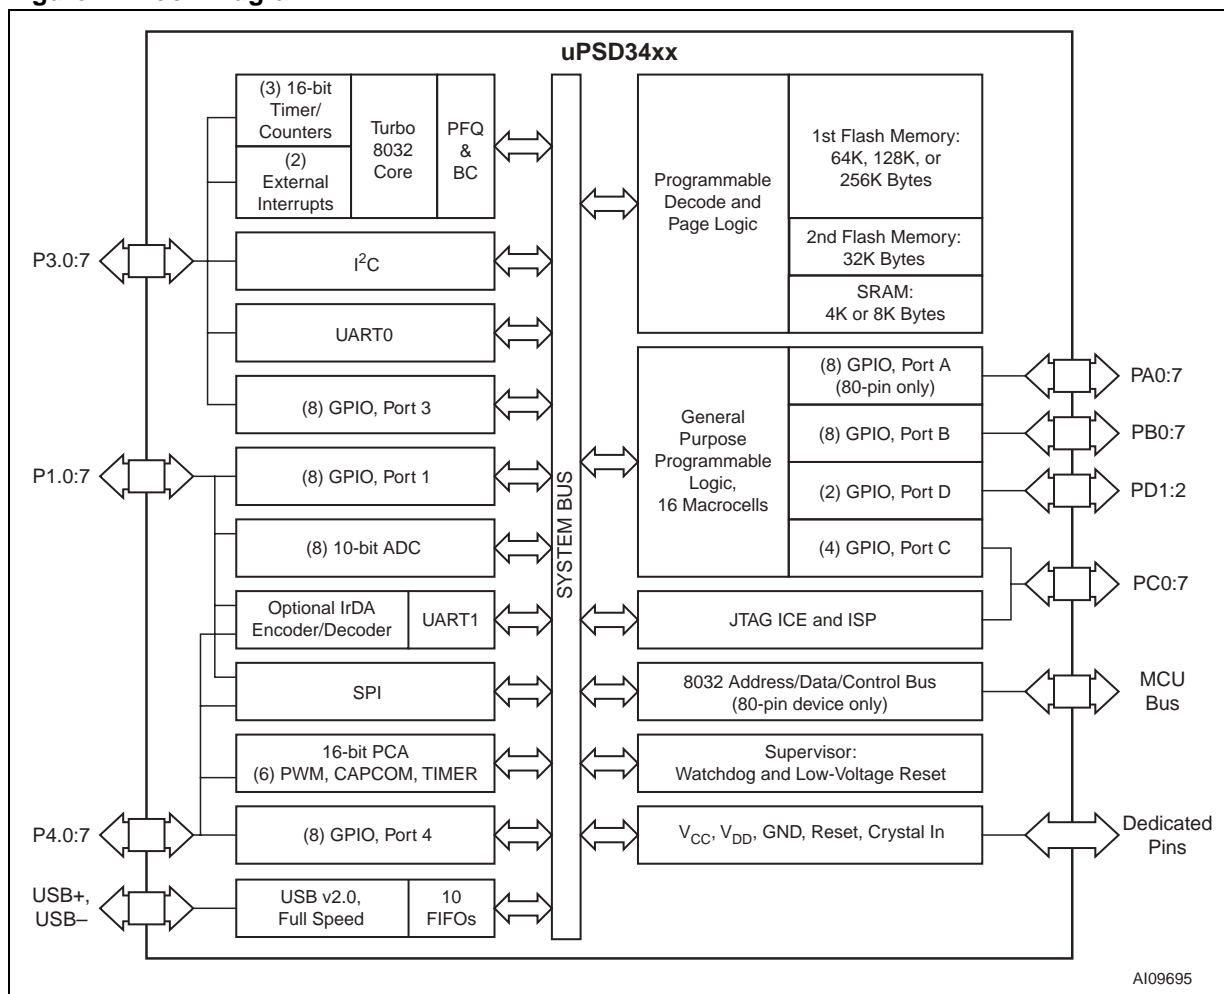 uPSD34xx
(3) 16-bit
Timer/
Counters
(2)
External
Interrupts
Turbo
8032
Core
PFQ
&
BC
P3.0:7
I2C
UART0
(8) GPIO, Port 3
P1.0:7
(8) GPIO, Port 1
(8) 10-bit ADC
Optional IrDA
Encoder/Decoder
UART1
SPI
16-bit PCA
(6) PWM, CAPCOM, TIMER
P4.0:7
(8) GPIO, Port 4
USB+,
USB–
USB v2.0,
Full Speed
10
FIFOs
SYSTEM BUS
Programmable
Decode and
Page Logic
1st Flash Memory:
64K, 128K, or
256K Bytes
2nd Flash Memory:
32K Bytes
SRAM:
4K or 8K Bytes
General
Purpose
Programmable
Logic,
16 Macrocells
(8) GPIO, Port A
(80-pin only)
PA0:7
(8) GPIO, Port B
PB0:7
(2) GPIO, Port D
PD1:2
(4) GPIO, Port C
PC0:7
JTAG ICE and ISP
8032 Address/Data/Control Bus
(80-pin device only)
MCU
Bus
Supervisor:
Watchdog and Low-Voltage Reset
VCC, VDD, GND, Reset, Crystal In
Dedicated
Pins
AI09695